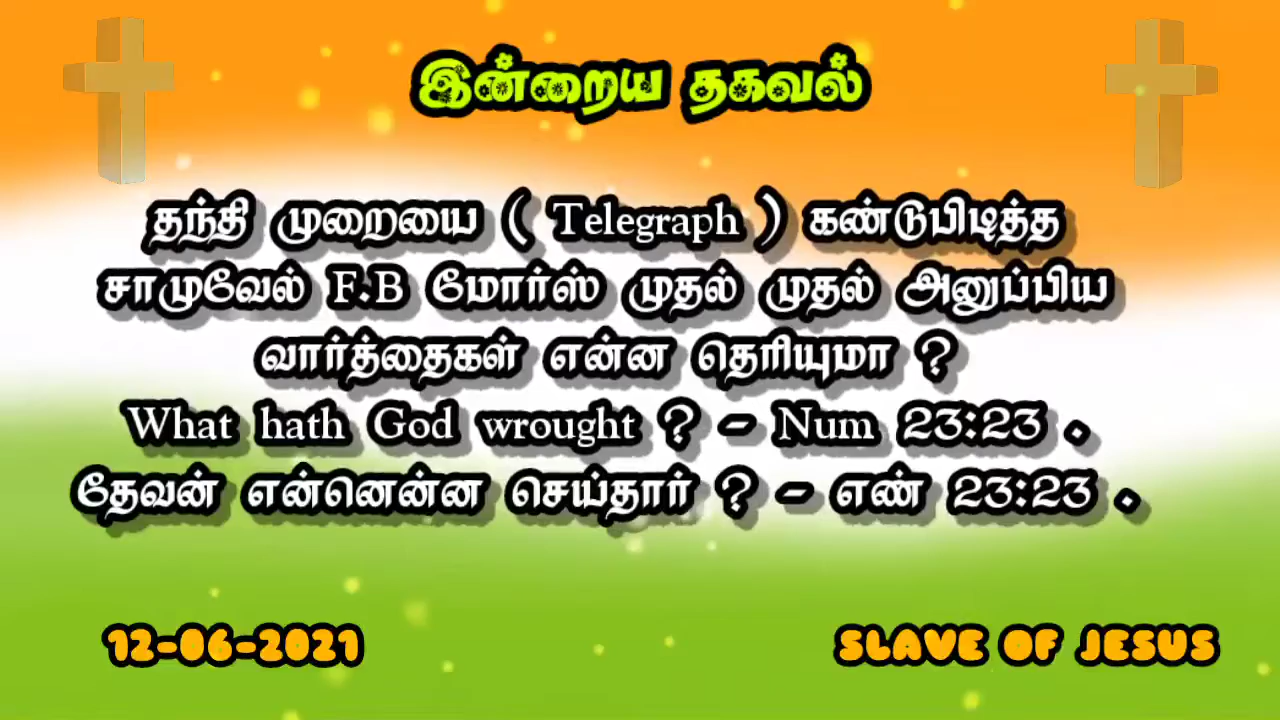 இன்றைய தகவல்
தந்தி முறையை ( Telegraph ) கண்டுபிடித்த
சாமுவேல் F.B மோர்ஸ் முதல் முதல் அனுப்பிய
வார்த்தைகள் என்ன தெரியுமா ?
What hath God wrought ? - Num 23:23 .
தேவன் என்னென்ன செய்தார் ? - எண் 23:23 .
12-06-2021
SLAVE OF JESUS